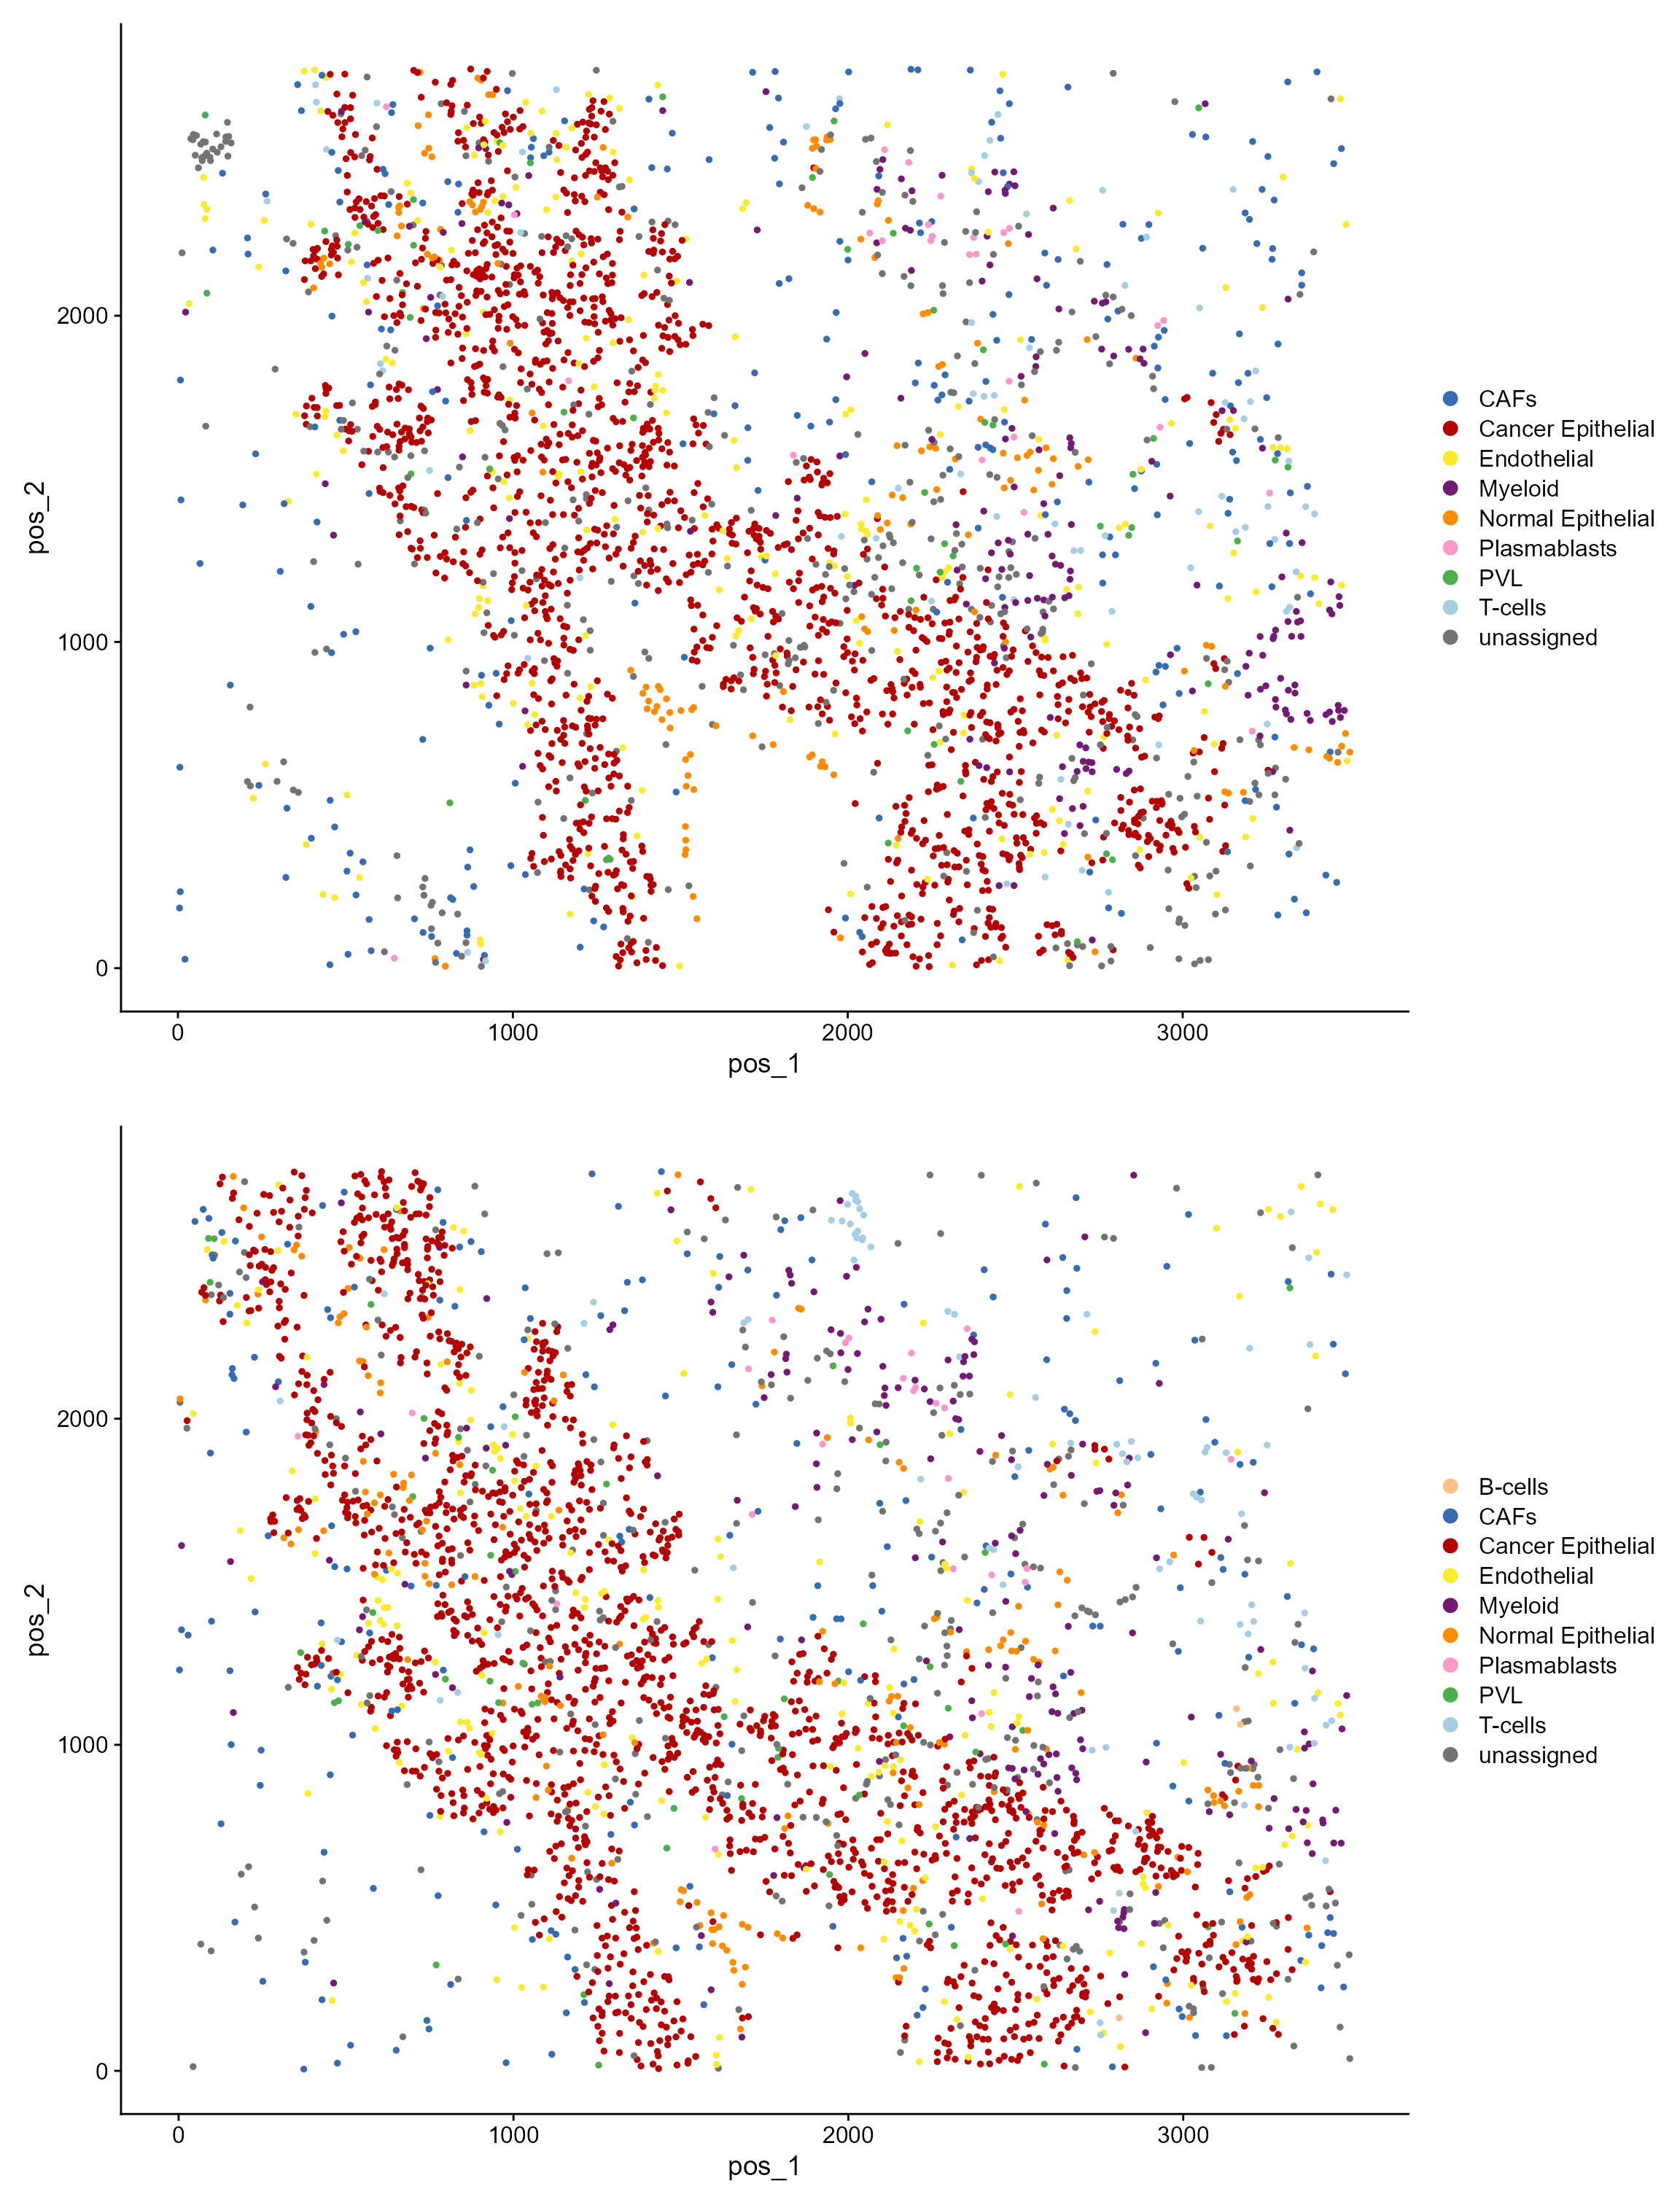 2000
1000
0
pos_2
0 1000 2000 3000
pos_1
CAFs
Cancer Epithelial
Endothelial
Myeloid
Normal Epithelial
Plasmablasts
PVL
T-cells
unassigned
2000
1000
0
pos_2
0 1000 2000 3000
pos_1
B-cells
CAFs
Cancer Epithelial
Endothelial
Myeloid
Normal Epithelial
Plasmablasts
PVL
T-cells
unassigned